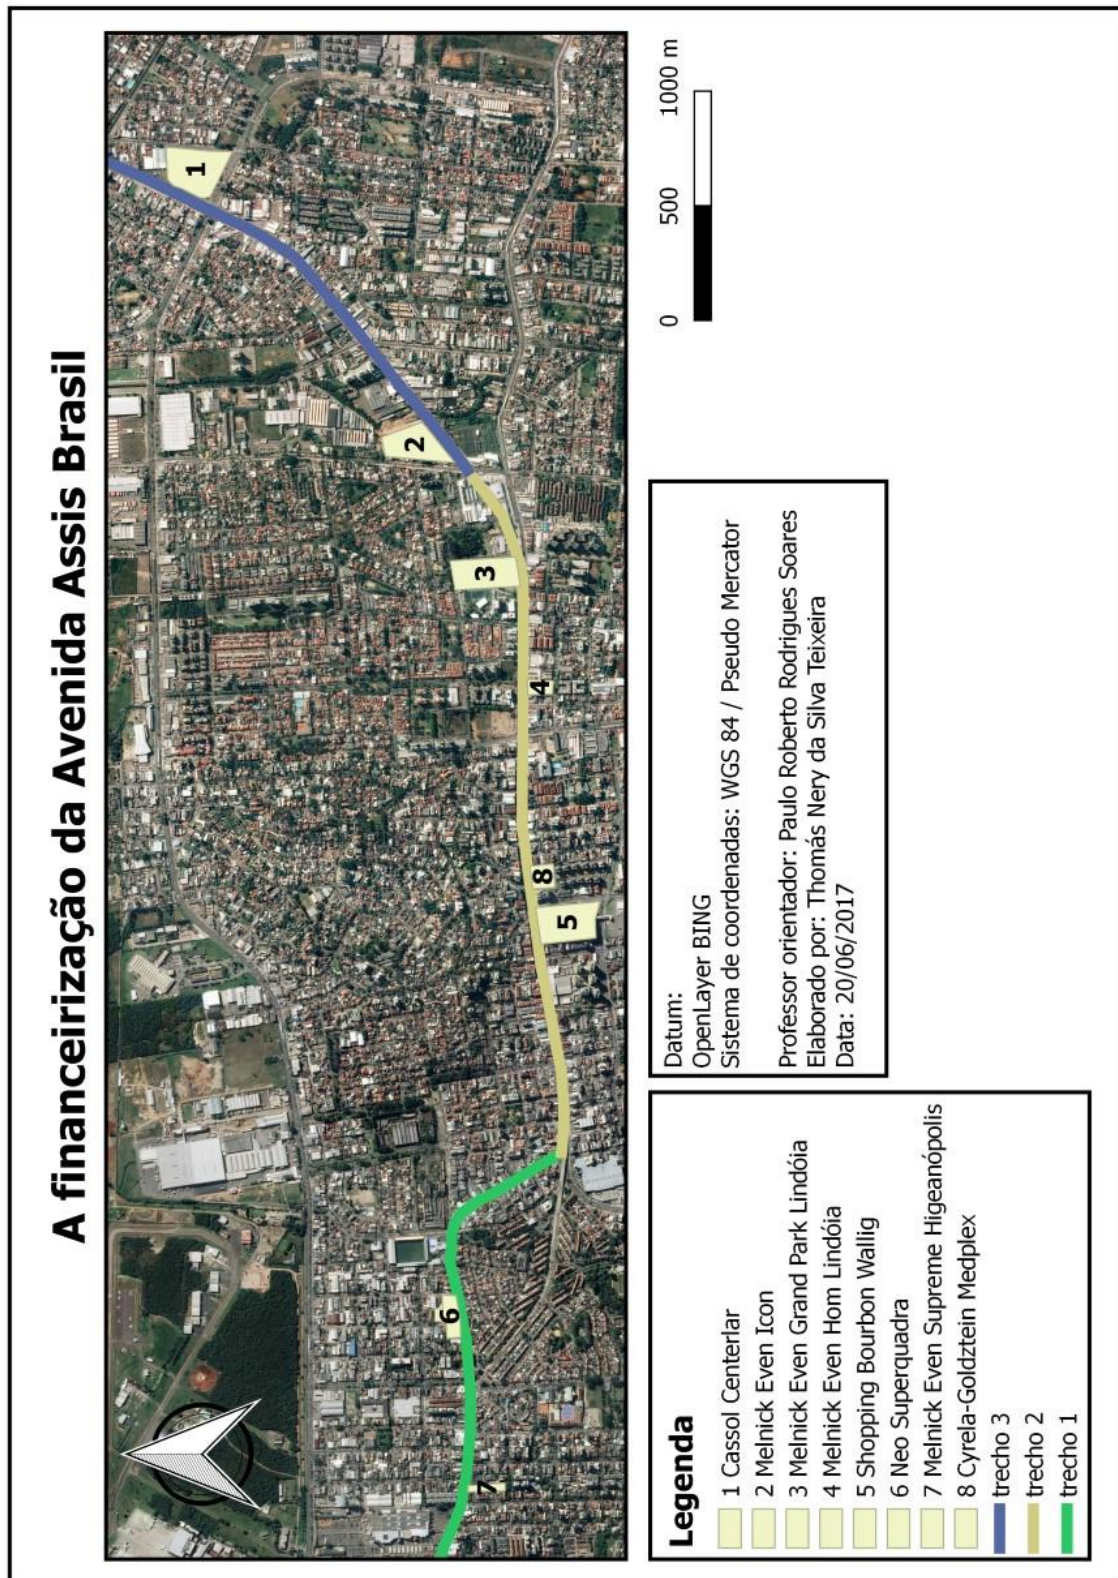 A financeirização da Avenida Assis Brasil
1
2
3
4
8
5
6
7
Legenda
1 Cassol Centerlar
2 Melnick Even Icon
3 Melnick Even Grand Park Lindóia
4 Melnick Even Hom Lindóia
5 Shopping Bourbon Wallig
6 Neo Superquadra
7 Melnick Even Supreme Higeanópolis
8 Cyrela-Goldztein Medplex
trecho 3
trecho 2
trecho 1
Datum:
OpenLayer BING
Sistema de coordenadas: WGS 84 / Pseudo Mercator
Professor orientador: Paulo Roberto Rodrigues Soares
Elaborado por: Thomás Nery da Silva Teixeira
Data: 20/06/2017
0 500 1000 m